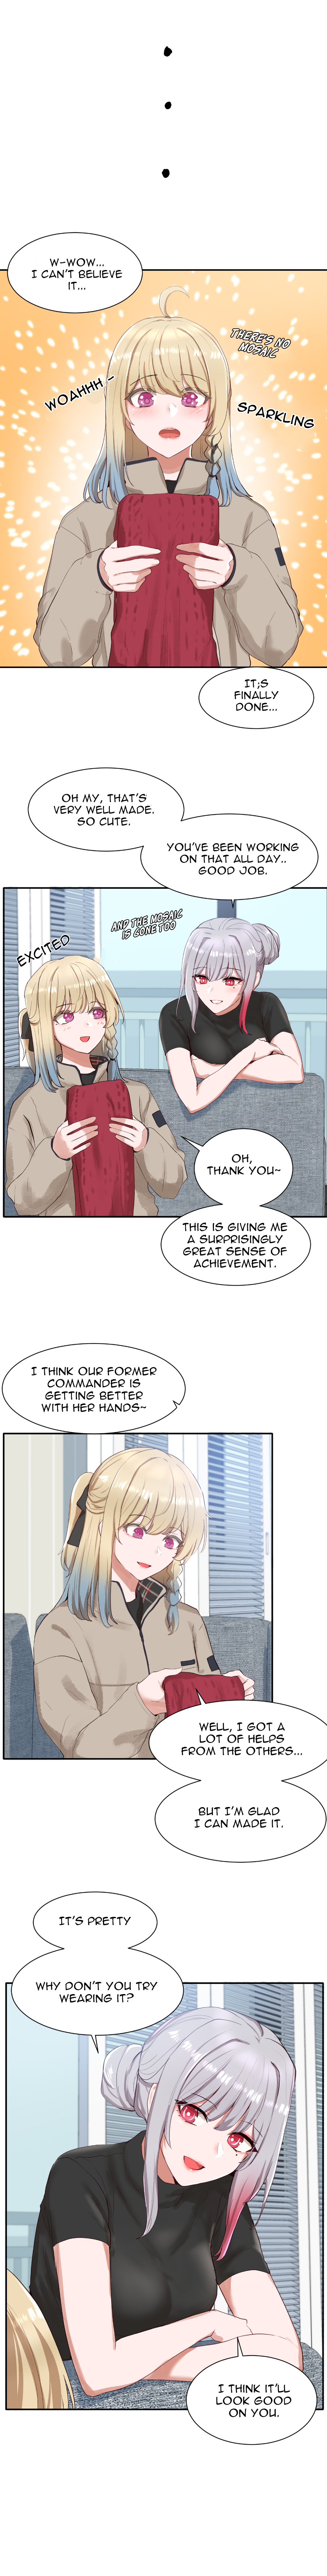 W-WOW...
I CAN'T BELIEVE
IT...
THERE'S NO
MOSAIC
WOAHHH ~
SPARKLING
IT;S
FINALLY
DONE...
OH MY, THAT'S
VERY WELL MADE.
SO CUTE.
YOU'VE BEEN WORKING
ON THAT ALL DAY..
GOOD JOB.
AND THE MOSAIC
IS GONE TOO
EXCITED
OH,
THANK YOU~
THIS IS GIVING ME
A SURPRISINGLY
GREAT SENSE OF
ACHIEVEMENT.
I THINK OUR FORMER
COMMANDER IS
GETTING BETTER
WITH HER HANDS~
WELL, I GOT A
LOT OF HELPS
FROM THE OTHERS...
BUT I'M GLAD
I CAN MADE IT.
IT'S PRETTY
WHY DON'T YOU TRY
WEARING IT?
I THINK IT'LL
LOOK GOOD
ON YOU.